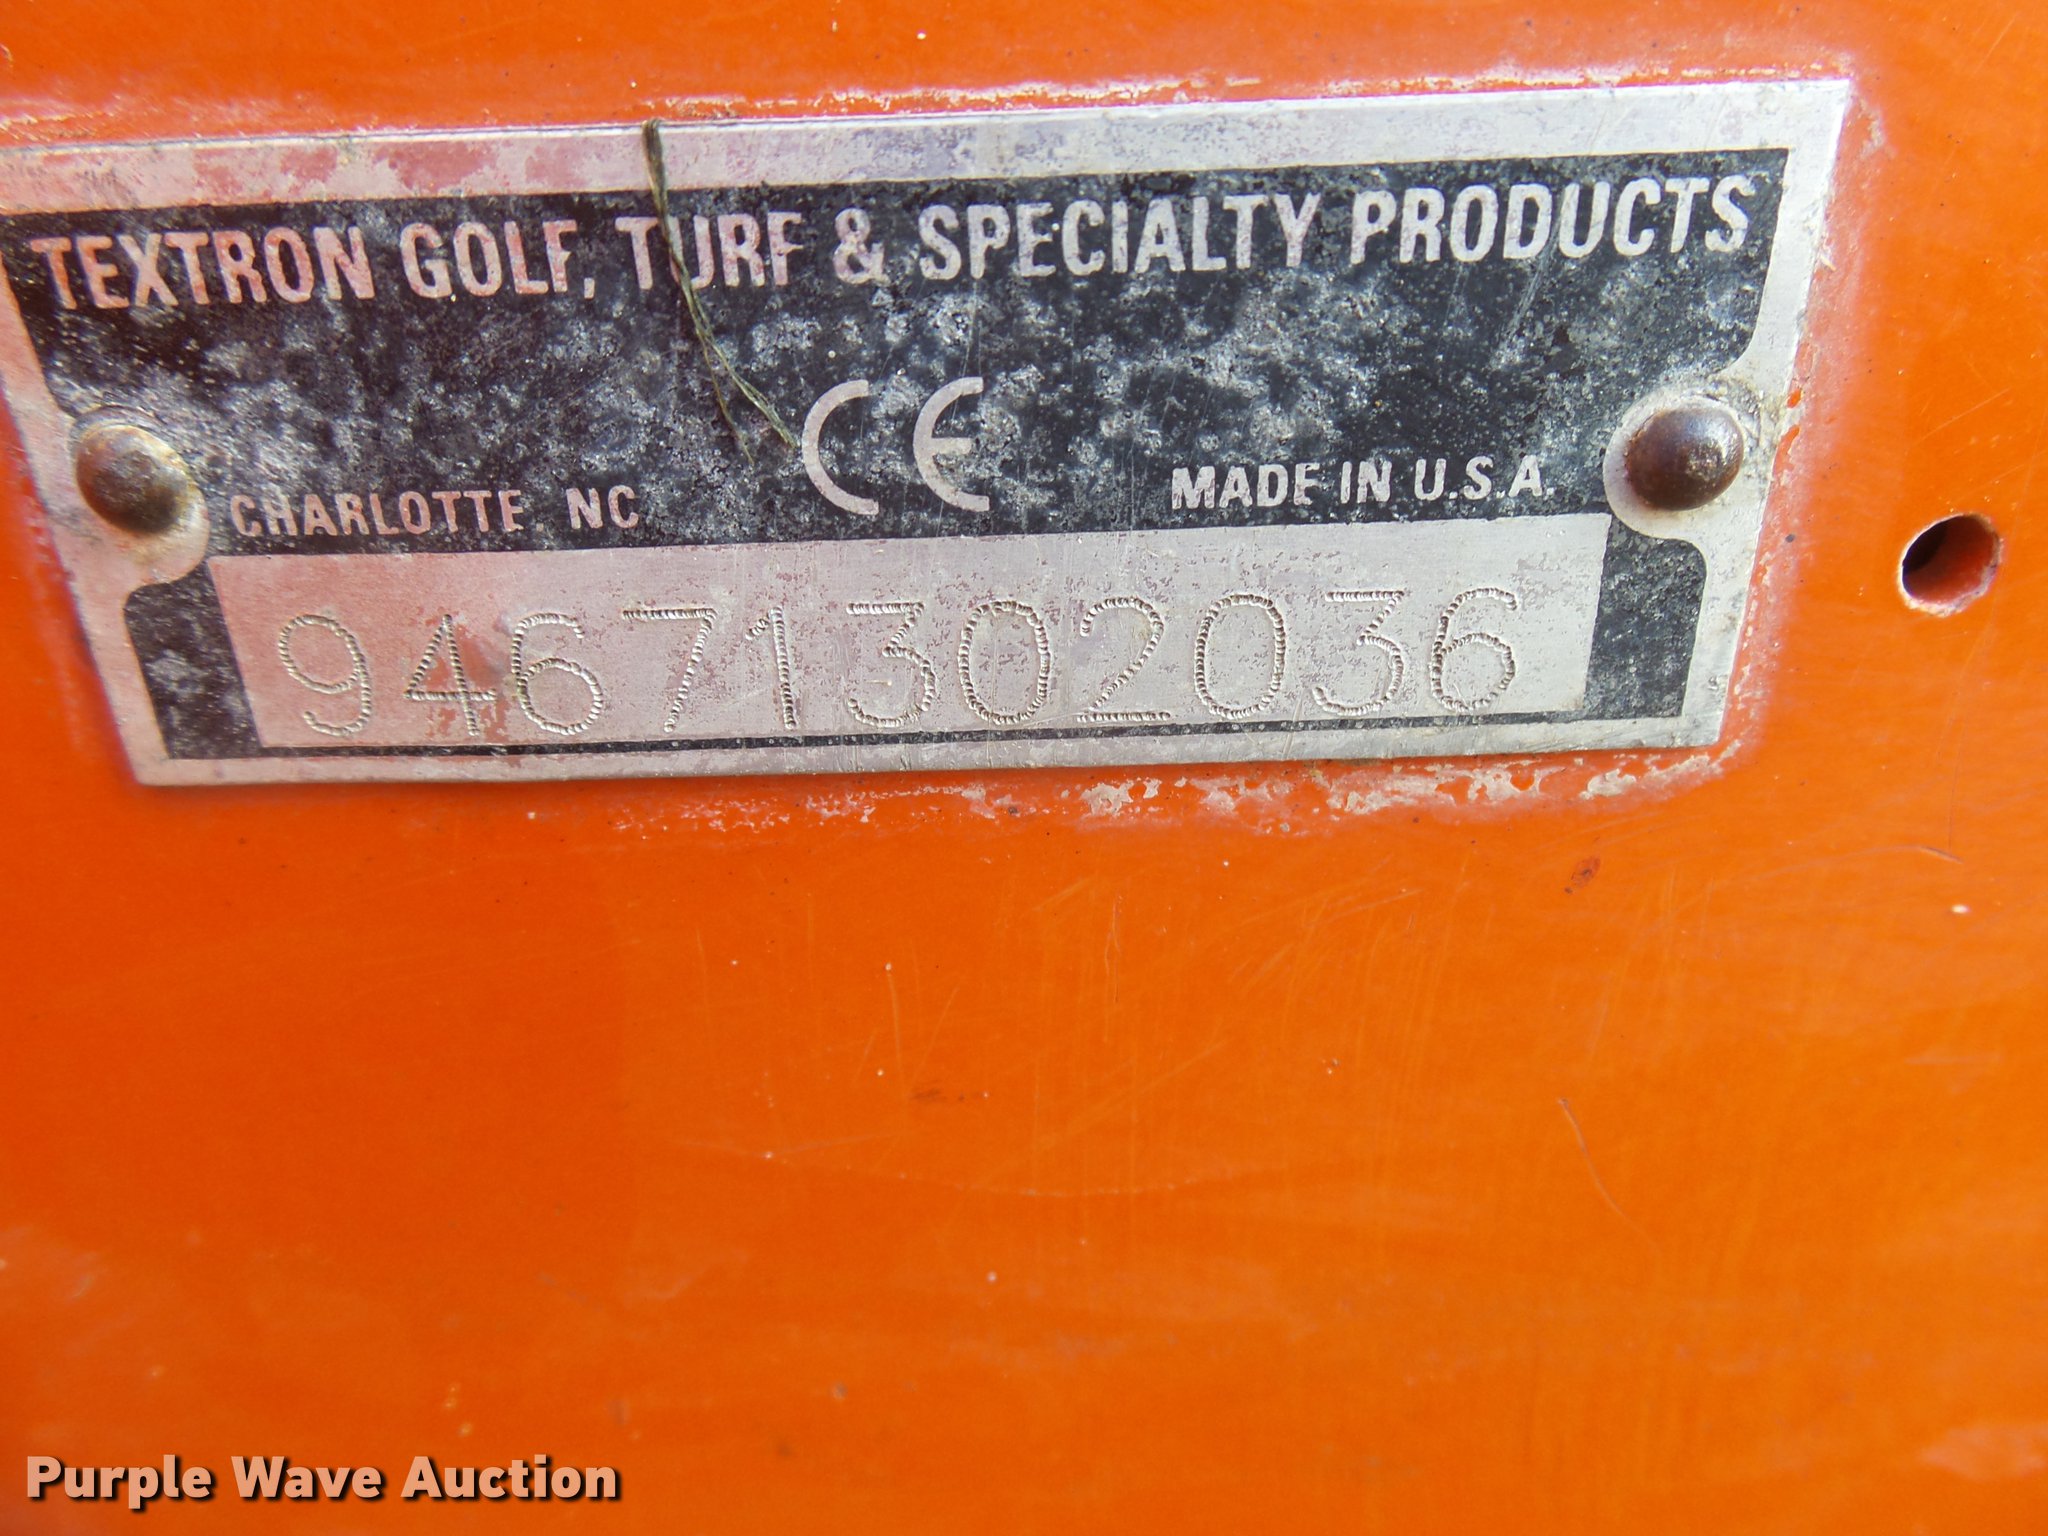 TEXTRON GOLF, TURF & SPECIALTY PRODUCTS
CHARLOTTE, NC CE MADE IN U.S.A.
94671302036
Purple Wave Auction